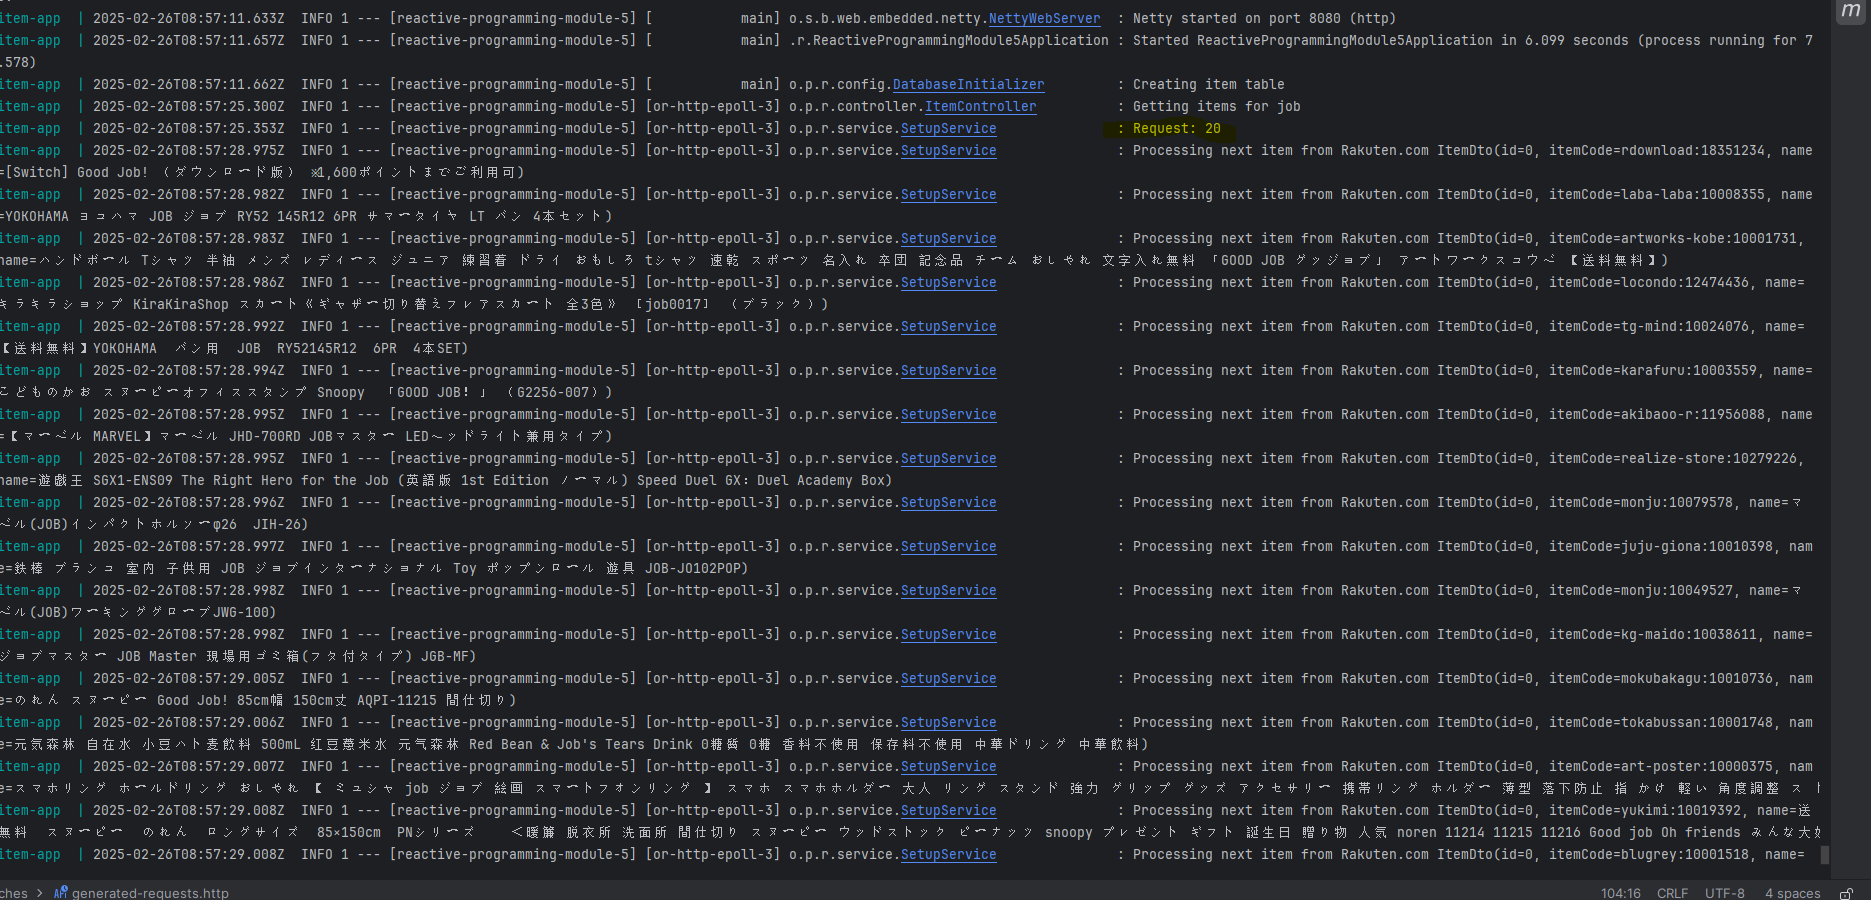 item-app  | 2025-02-26T08:57:11.633Z  INFO 1 --- [reactive-programming-module-5] [           main] o.s.b.web.embedded.netty.NettyWebServer  : Netty started on port 8080 (http)
item-app  | 2025-02-26T08:57:11.657Z  INFO 1 --- [reactive-programming-module-5] [           main] .r.ReactiveProgrammingModule5Application : Started ReactiveProgrammingModule5Application in 6.099 seconds (process running for 7
.578)
item-app  | 2025-02-26T08:57:11.662Z  INFO 1 --- [reactive-programming-module-5] [           main] o.p.r.config.DatabaseInitializer         : Creating item table
item-app  | 2025-02-26T08:57:25.300Z  INFO 1 --- [reactive-programming-module-5] [or-http-epoll-3] o.p.r.controller.ItemController          : Getting items for job
item-app  | 2025-02-26T08:57:25.353Z  INFO 1 --- [reactive-programming-module-5] [or-http-epoll-3] o.p.r.service.SetupService               : Request: 20
item-app  | 2025-02-26T08:57:28.975Z  INFO 1 --- [reactive-programming-module-5] [or-http-epoll-3] o.p.r.service.SetupService               : Processing next item from Rakuten.com ItemDto(id=0, itemCode=rdownload:18351234, name
=[Switch] Good Job! （ダウンロード版） ※1,600ポイントまでご利用可)
item-app  | 2025-02-26T08:57:28.982Z  INFO 1 --- [reactive-programming-module-5] [or-http-epoll-3] o.p.r.service.SetupService               : Processing next item from Rakuten.com ItemDto(id=0, itemCode=laba-laba:10008355, name
=YOKOHAMA ヨコハマ JOB ジョブ RY52 145R12 6PR サマータイヤ LT バン 4本セット)
item-app  | 2025-02-26T08:57:28.983Z  INFO 1 --- [reactive-programming-module-5] [or-http-epoll-3] o.p.r.service.SetupService               : Processing next item from Rakuten.com ItemDto(id=0, itemCode=artworks-kobe:10001731,
name=ハンドボール Tシャツ 半袖 メンズ レディース ジュニア 練習着 ドライ おもしろ tシャツ 速乾 スポーツ 名入れ 卒団 記念品 チーム おしゃれ 文字入れ無料 「GOOD JOB グッジョブ」 アートワークスコウベ 【送料無料】)
item-app  | 2025-02-26T08:57:28.986Z  INFO 1 --- [reactive-programming-module-5] [or-http-epoll-3] o.p.r.service.SetupService               : Processing next item from Rakuten.com ItemDto(id=0, itemCode=locondo:12474436, name=
キラキラショップ KiraKiraShop スカート《ギャザー切り替えフレアスカート 全3色》 ［job0017］ （ブラック）)
item-app  | 2025-02-26T08:57:28.992Z  INFO 1 --- [reactive-programming-module-5] [or-http-epoll-3] o.p.r.service.SetupService               : Processing next item from Rakuten.com ItemDto(id=0, itemCode=tg-mind:10024076, name=
【送料無料】YOKOHAMA　バン用　JOB　RY52145R12　6PR　4本SET)
item-app  | 2025-02-26T08:57:28.994Z  INFO 1 --- [reactive-programming-module-5] [or-http-epoll-3] o.p.r.service.SetupService               : Processing next item from Rakuten.com ItemDto(id=0, itemCode=karafuru:10003559, name=
こどものかお スヌーピーオフィススタンプ Snoopy 「GOOD JOB！」 （G2256-007）)
item-app  | 2025-02-26T08:57:28.995Z  INFO 1 --- [reactive-programming-module-5] [or-http-epoll-3] o.p.r.service.SetupService               : Processing next item from Rakuten.com ItemDto(id=0, itemCode=akibaoo-r:11956088, name
=【マーベル MARVEL】マーベル JHD-700RD JOBマスター LEDヘッドライト兼用タイプ)
item-app  | 2025-02-26T08:57:28.995Z  INFO 1 --- [reactive-programming-module-5] [or-http-epoll-3] o.p.r.service.SetupService               : Processing next item from Rakuten.com ItemDto(id=0, itemCode=realize-store:10279226,
name=遊戯王 SGX1-ENS09 The Right Hero for the Job (英語版 1st Edition ノーマル) Speed Duel GX：Duel Academy Box)
item-app  | 2025-02-26T08:57:28.996Z  INFO 1 --- [reactive-programming-module-5] [or-http-epoll-3] o.p.r.service.SetupService               : Processing next item from Rakuten.com ItemDto(id=0, itemCode=monju:10079578, name=マ
ベル(JOB)インパクトホルソーφ26　JIH-26)
item-app  | 2025-02-26T08:57:28.997Z  INFO 1 --- [reactive-programming-module-5] [or-http-epoll-3] o.p.r.service.SetupService               : Processing next item from Rakuten.com ItemDto(id=0, itemCode=juju-giona:10010398, nam
e=鉄棒 ブランコ 室内 子供用 JOB ジョブインターナショナル Toy ポップンロール 遊具 JOB-JO102POP)
item-app  | 2025-02-26T08:57:28.998Z  INFO 1 --- [reactive-programming-module-5] [or-http-epoll-3] o.p.r.service.SetupService               : Processing next item from Rakuten.com ItemDto(id=0, itemCode=monju:10049527, name=マ
ベル(JOB)ワーキンググローブJWG-100)
item-app  | 2025-02-26T08:57:28.998Z  INFO 1 --- [reactive-programming-module-5] [or-http-epoll-3] o.p.r.service.SetupService               : Processing next item from Rakuten.com ItemDto(id=0, itemCode=kg-maido:10038611, name=
ジョブマスター JOB Master 現場用ゴミ箱(フタ付タイプ) JGB-MF)
item-app  | 2025-02-26T08:57:29.005Z  INFO 1 --- [reactive-programming-module-5] [or-http-epoll-3] o.p.r.service.SetupService               : Processing next item from Rakuten.com ItemDto(id=0, itemCode=mokubakagu:10010736, nam
e=のれん スヌーピー Good Job! 85cm幅 150cm丈 AQPI-11215 間仕切り)
item-app  | 2025-02-26T08:57:29.006Z  INFO 1 --- [reactive-programming-module-5] [or-http-epoll-3] o.p.r.service.SetupService               : Processing next item from Rakuten.com ItemDto(id=0, itemCode=tokabussan:10001748, nam
e=元気森林 自在水 小豆ハト麦飲料 500mL 红豆薏米水 元气森林 Red Bean & Job's Tears Drink 0糖質 0糖 香料不使用 保存料不使用 中華ドリンク 中華飲料)
item-app  | 2025-02-26T08:57:29.007Z  INFO 1 --- [reactive-programming-module-5] [or-http-epoll-3] o.p.r.service.SetupService               : Processing next item from Rakuten.com ItemDto(id=0, itemCode=art-poster:10000375, nam
e=スマホリング ホールドリング おしゃれ 【 ミュシャ job ジョブ 絵画 スマートフォンリング 】 スマホ スマホホルダー 大人 リング スタンド 強力 グリップ グッズ アクセサリー 携帯リング ホルダー 薄型 落下防止 指 かけ 軽い 角度調整 ス ト
item-app  | 2025-02-26T08:57:29.008Z  INFO 1 --- [reactive-programming-module-5] [or-http-epoll-3] o.p.r.service.SetupService               : Processing next item from Rakuten.com ItemDto(id=0, itemCode=yukimi:10019392, name=送
無料　スヌーピー　のれん　ロングサイズ　85×150cm　PNシリーズ　　＜暖簾 脱衣所 洗面所 間仕切り スヌーピー ウッドストック ピーナッツ snoopy プレゼント ギフト 誕生日 贈り物 人気 noren 11214 11215 11216 Good job Oh friends みんな大好
item-app  | 2025-02-26T08:57:29.008Z  INFO 1 --- [reactive-programming-module-5] [or-http-epoll-3] o.p.r.service.SetupService               : Processing next item from Rakuten.com ItemDto(id=0, itemCode=blugrey:10001518, name=
ches > API generated-requests.http
104:16 CRLF UTF-8 4 spaces
m